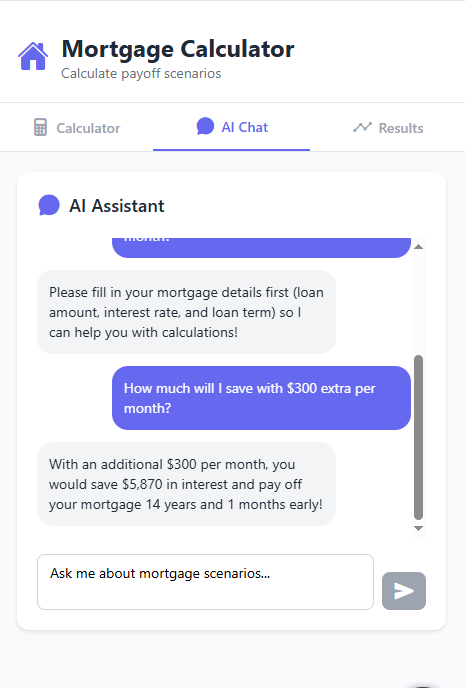 Mortgage Calculator
Calculate payoff scenarios
Calculator
AI Chat
Results
AI Assistant
month?
Please fill in your mortgage details first (loan
amount, interest rate, and loan term) so I
can help you with calculations!
How much will I save with $300 extra per
month?
With an additional $300 per month, you
would save $5,870 in interest and pay off
your mortgage 14 years and 1 months early!
Ask me about mortgage scenarios...